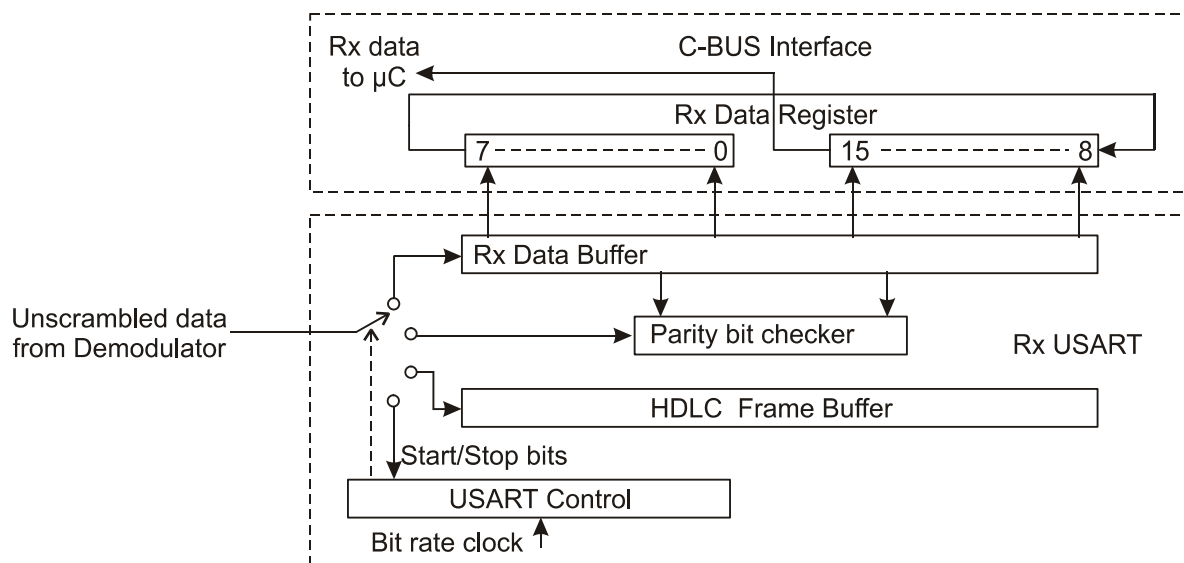 Rx data
to µC
C-BUS Interface
Rx Data Register
7 0 15 8
Rx Data Buffer
Unscrambled data
from Demodulator
Parity bit checker
Rx USART
HDLC Frame Buffer
Start/Stop bits
USART Control
Bit rate clock